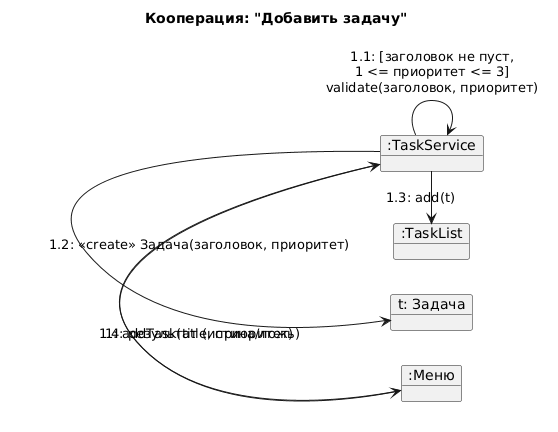 Кооперация: "Добавить задачу"
1.1: [заголовок не пуст,
1 <= приоритет <= 3]
validate(заголовок, приоритет)
:TaskService
1.3: add(t)
:TaskList
1.2: «create» Задача(заголовок, приоритет)
t: Задача
:Меню